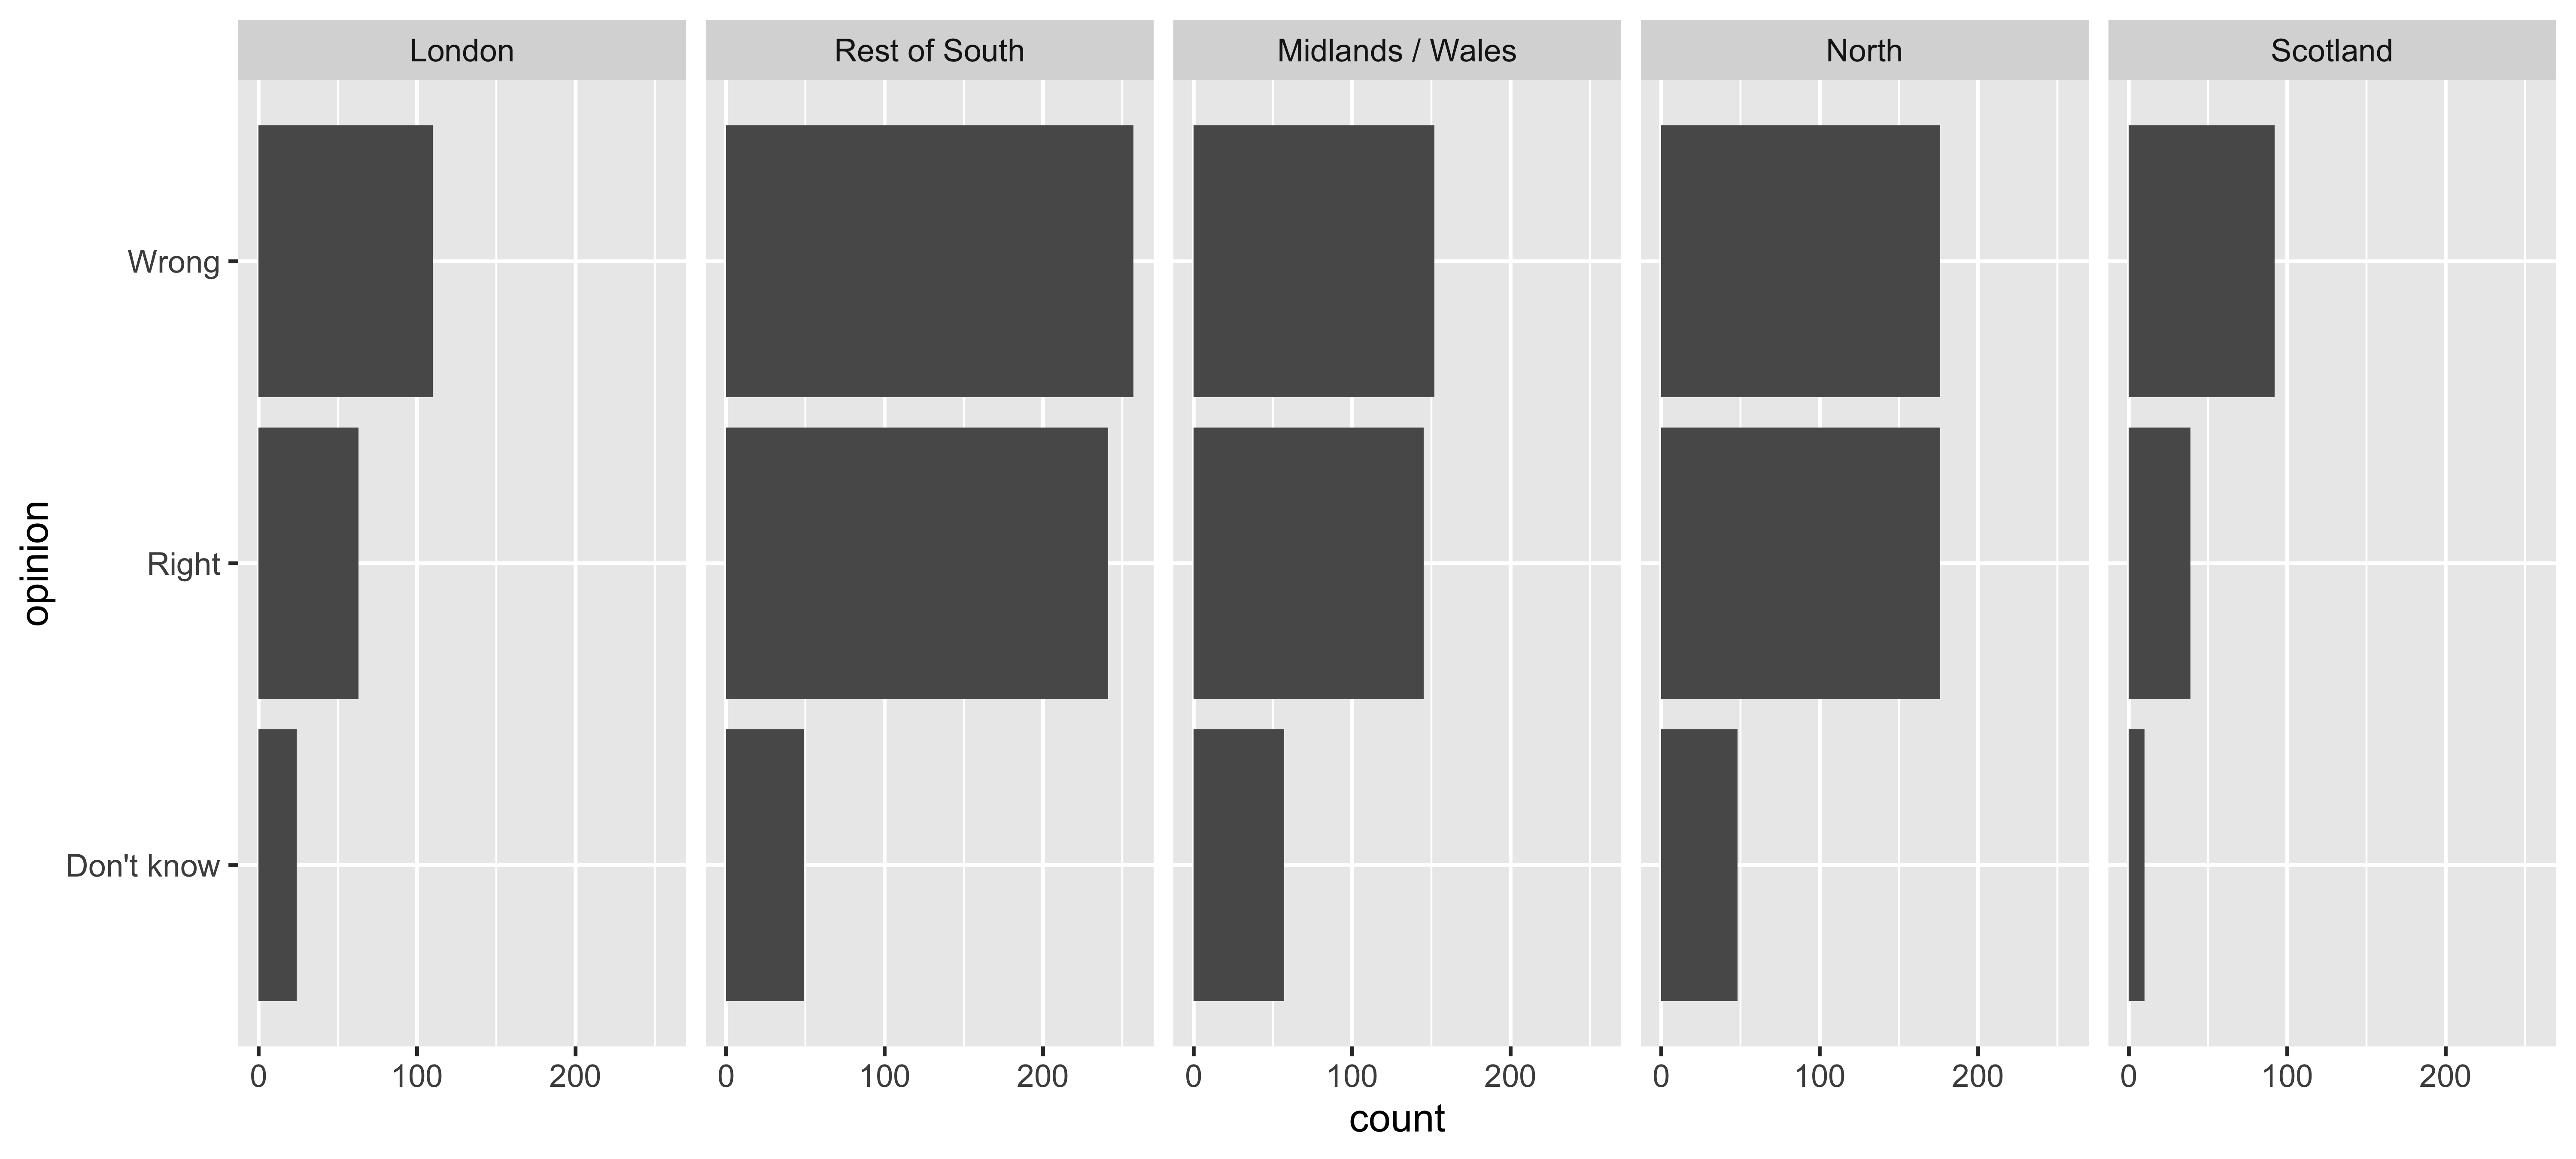 London
Rest of South
Midlands / Wales
North
Scotland
opinion
Wrong
Right
Don't know
0 100 200
0 100 200
0 100 200
0 100 200
0 100 200
count